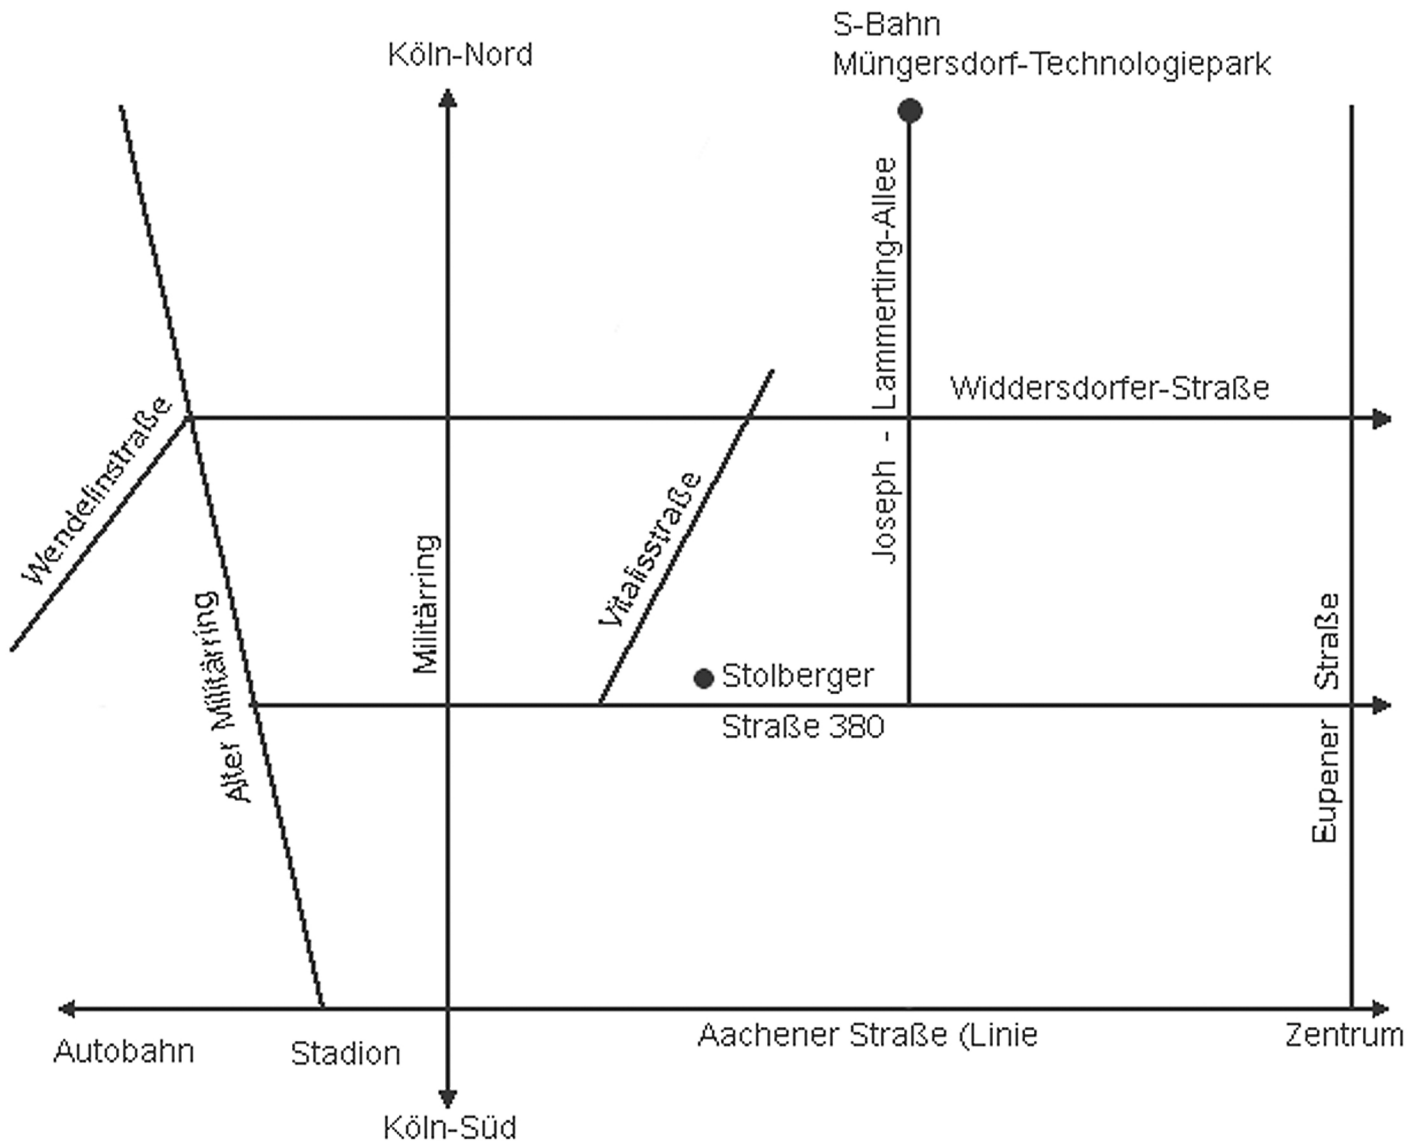 S-Bahn
Müngersdorf-Technologiepark
Köln-Nord
Joseph - Lammerting-Allee
Widdersdorfer-Straße
Wendelinstraße
Vitalisstraße
Militärring
Alter Militärring
Stolberger
Straße 380
Eupener Straße
Aachener Straße (Linie
Zentrum
Autobahn
Stadion
Köln-Süd